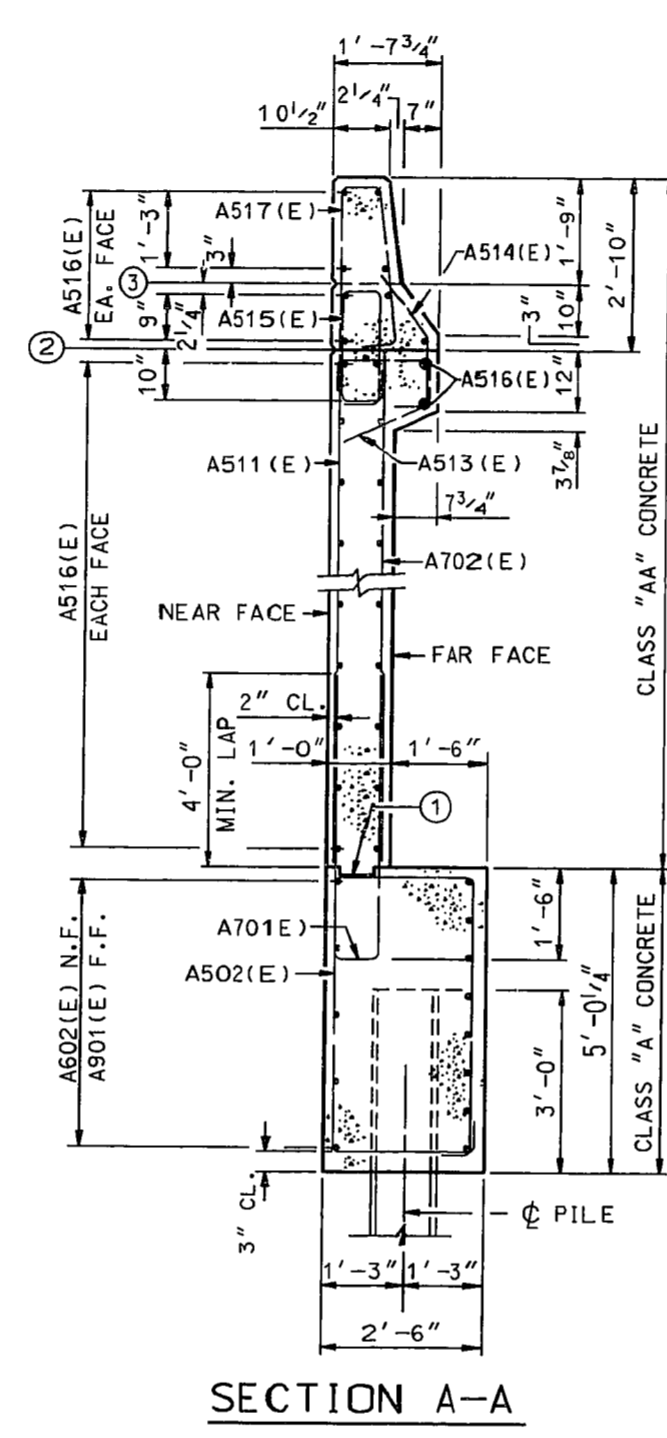 1'-7 3/4"
2 1/4"
7"
10 1/2"
A516(E)
EA. FACE
1'-3"
3"
A517(E)
A514(E)
1'-9"
2'-10"
3
9"
2 1/4"
A515(E)
3"
10"
2
10"
A516(E)
12"
A511(E)
A513(E)
3 7/8"
7 3/4"
A702(E)
CLASS "AA" CONCRETE
A516(E)
EACH FACE
NEAR FACE
FAR FACE
2" CL.
1'-0"
1'-6"
4'-0"
MIN. LAP
1
A701E)
A502(E)
1'-6"
A602(E) N.F.
A901(E) F.F.
3'-0"
5'-0 1/4"
CLASS "A" CONCRETE
3" CL.
℄ PILE
1'-3"
1'-3"
2'-6"
SECTION A-A